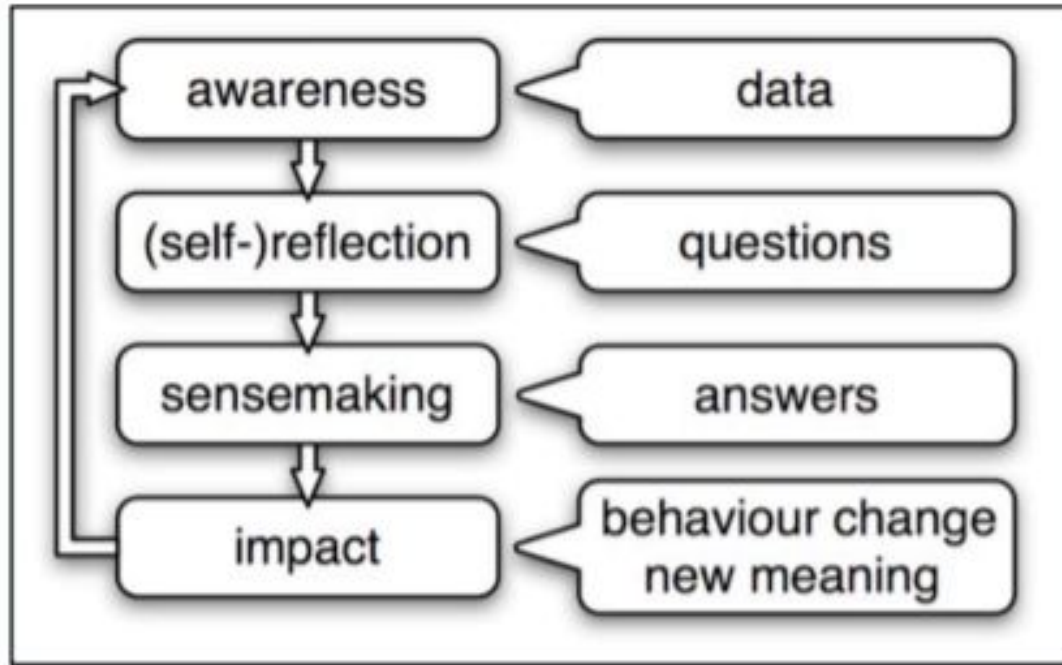 awareness
data
(self-)reflection
questions
sensemaking
answers
impact
behaviour change
new meaning